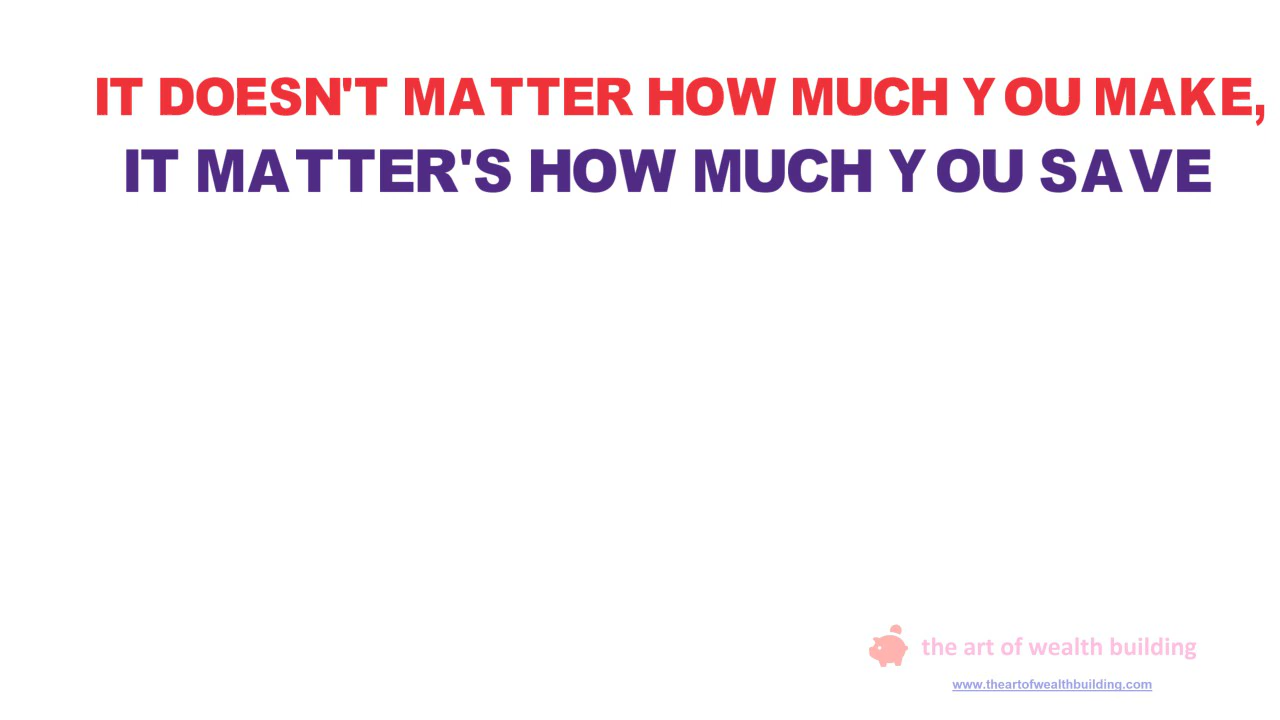 IT DOESN'T MATTER HOW MUCH YOU MAKE,
IT MATTER'S HOW MUCH YOU SAVE
the art of wealth building
www.theartofwealthbuilding.com